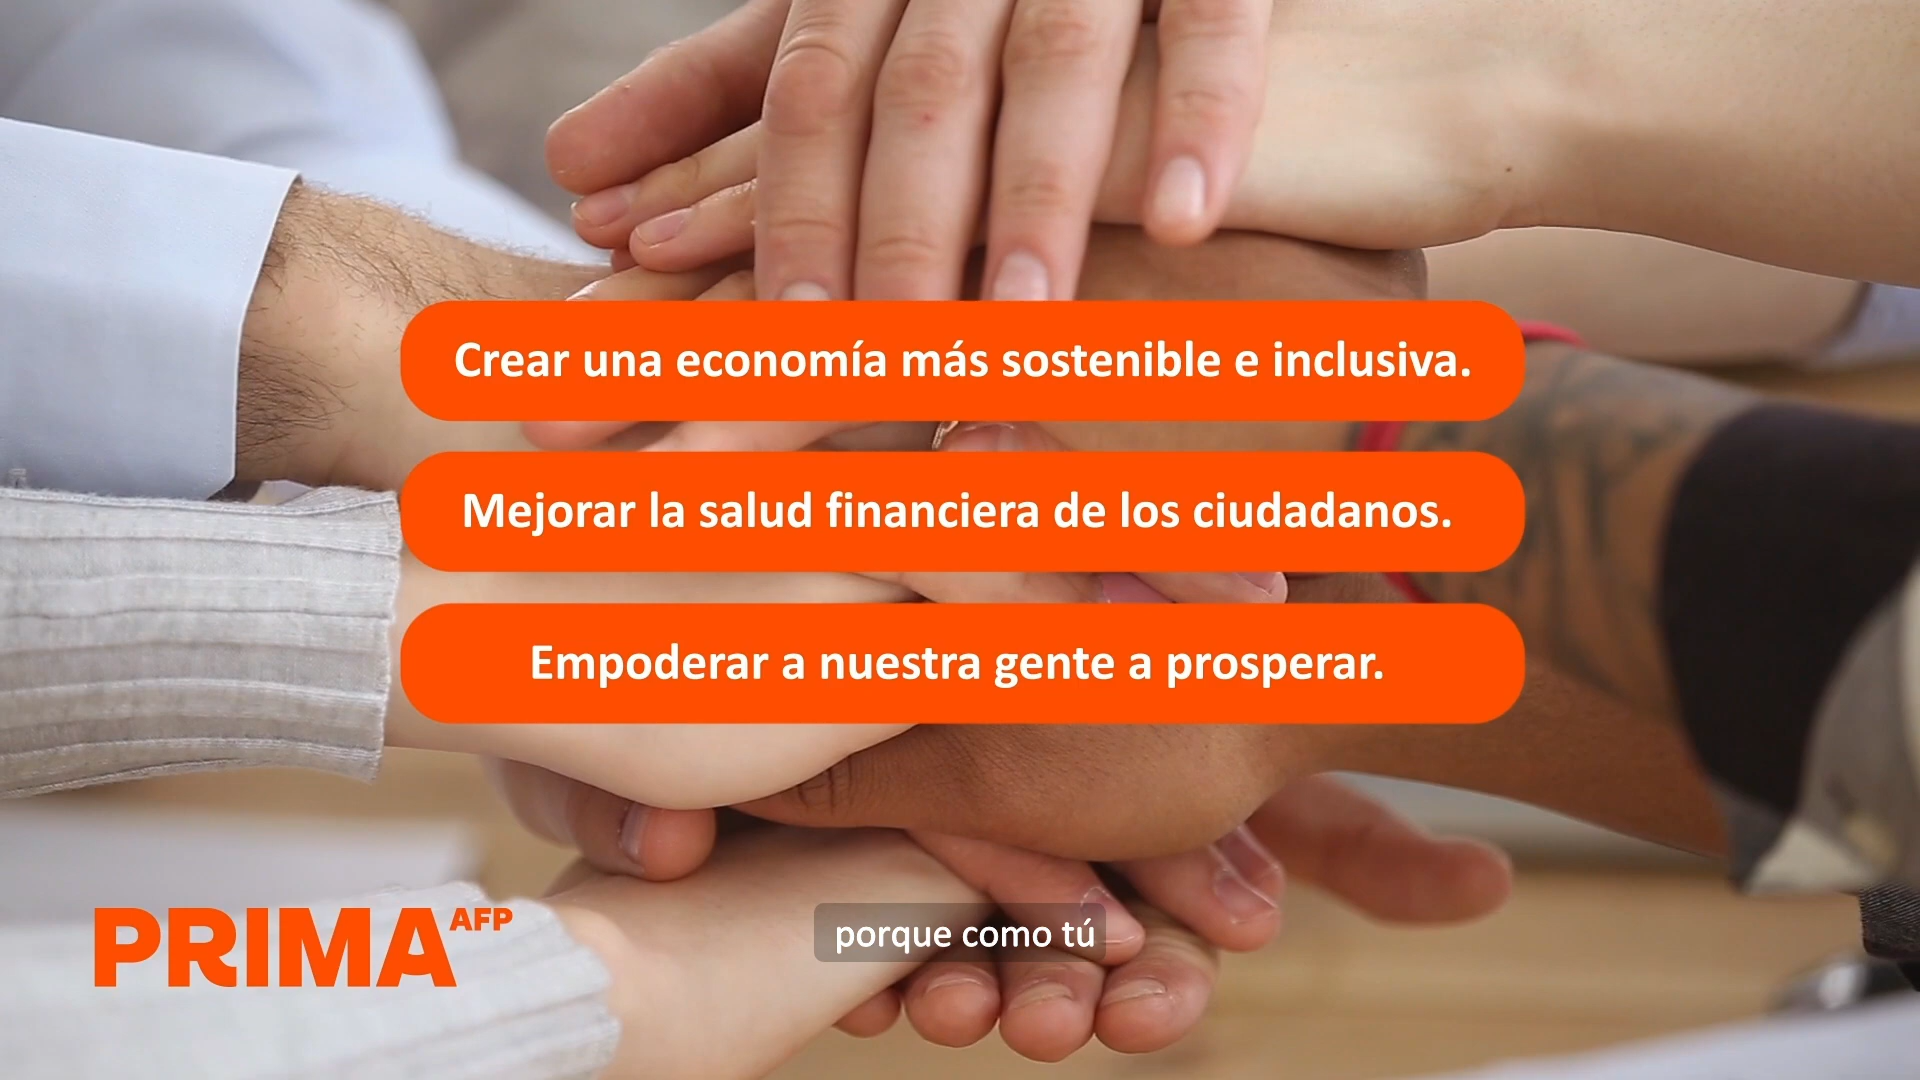 Crear una economía más sostenible e inclusiva.
Mejorar la salud financiera de los ciudadanos.
Empoderar a nuestra gente a prosperar.
PRIMA AFP
porque como tú